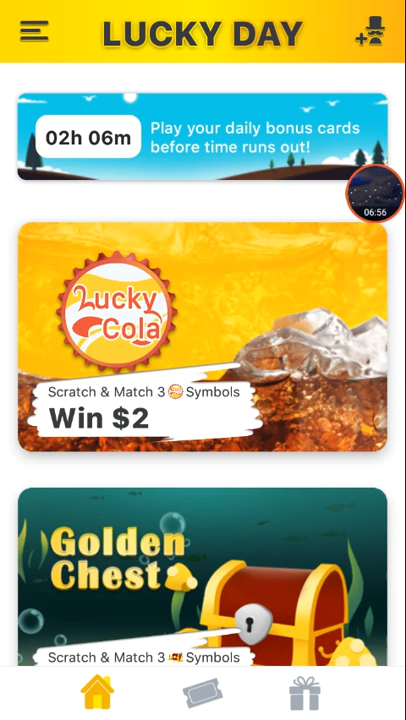 LUCKY DAY
02h 06m
Play your daily bonus cards
before time runs out!
06:56
Lucky
Cola
Scratch & Match 3 Symbols
Win $2
Golden
Chest
Scratch & Match 3 Symbols